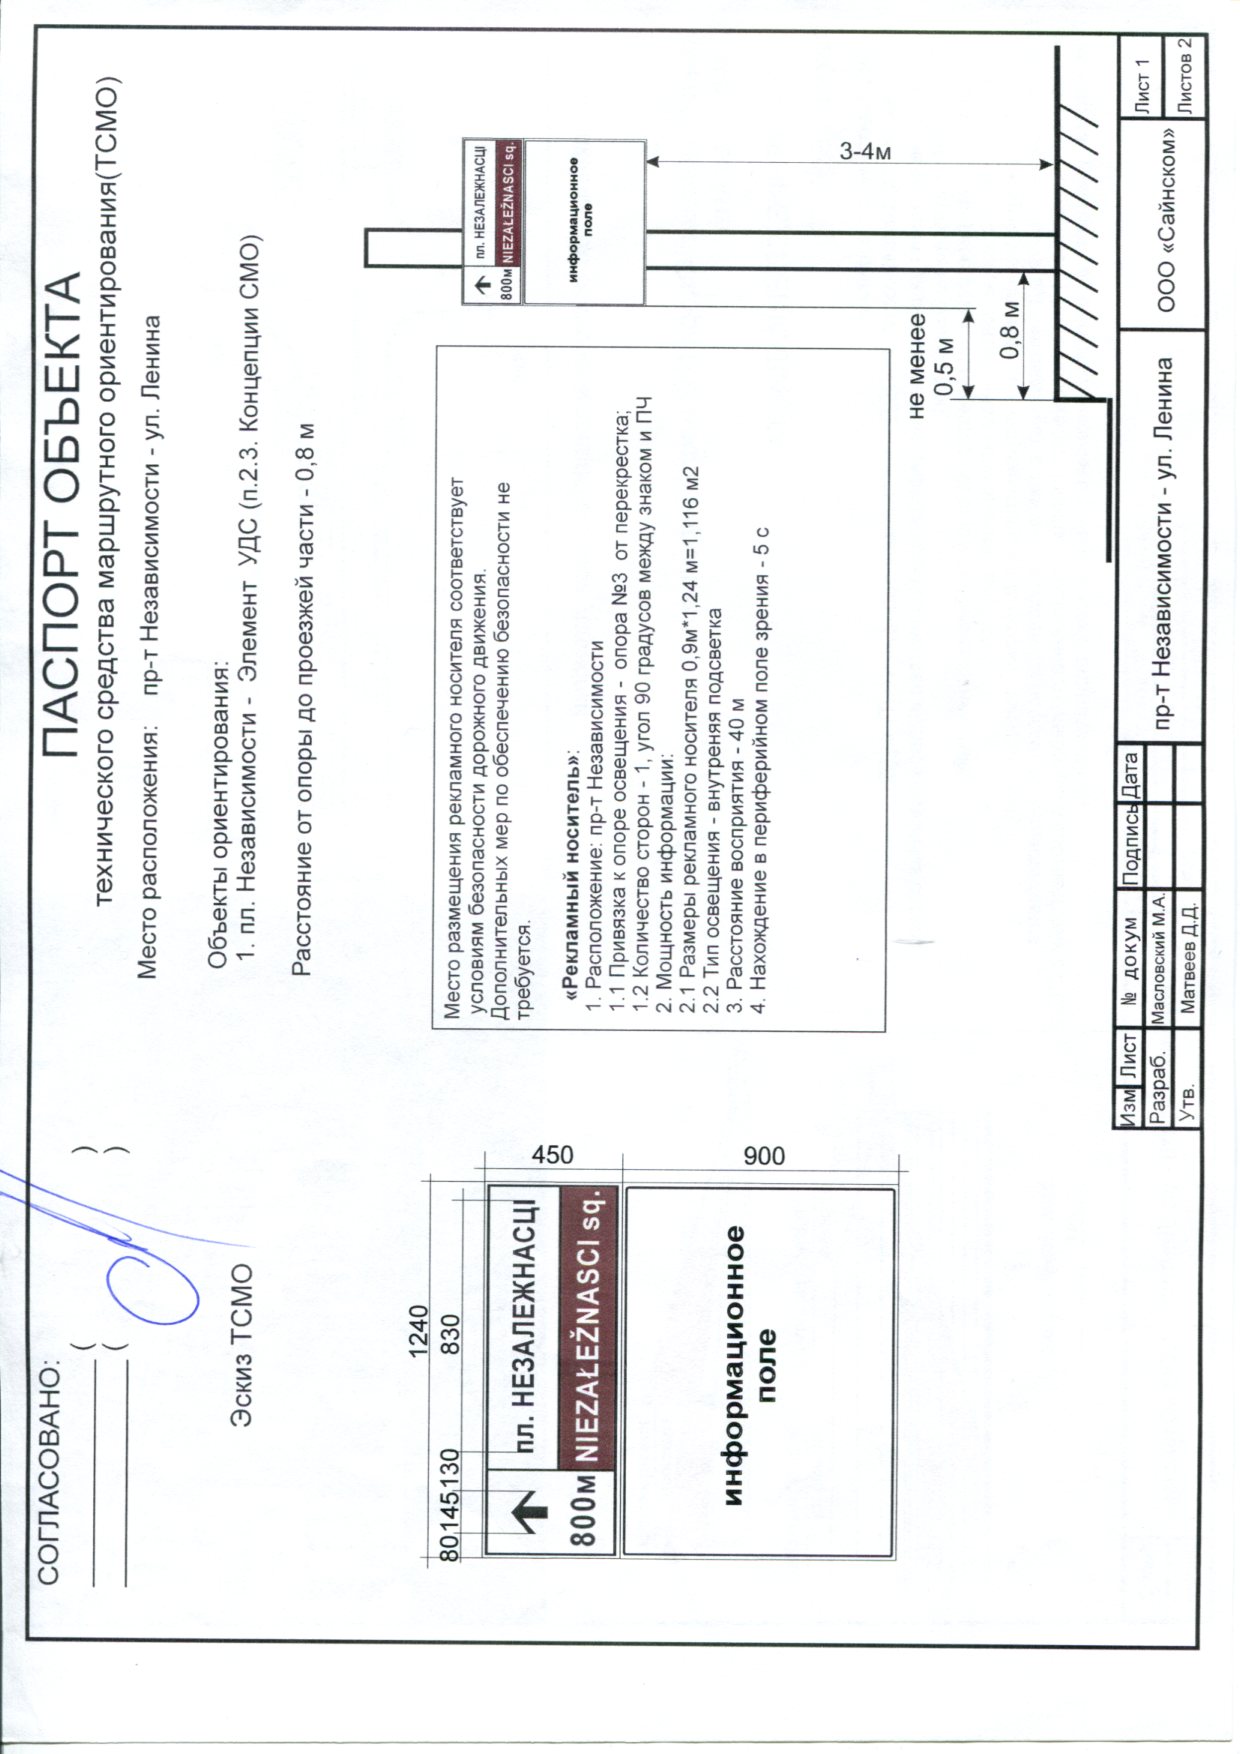 СОГЛАСОВАНО:
( )
( )
ПАСПОРТ ОБЪЕКТА
технического средства маршрутного ориентирования(ТСМО)
Место расположения: пр-т Независимости - ул. Ленина
Объекты ориентирования:
1. пл. Независимости - Элемент УДС (п.2.3. Концепции СМО)
Расстояние от опоры до проезжей части - 0,8 м
Эскиз ТСМО
1240
80 145 130 830
450
900
пл. НЕЗАЛЕЖНАСЦІ
800м NIEZAŁEŽNASCI sq.
информационное
поле
Место размещения рекламного носителя соответствует
условиям безопасности дорожного движения.
Дополнительных мер по обеспечению безопасности не
требуется.
«Рекламный носитель»:
1. Расположение: пр-т Независимости
1.1 Привязка к опоре освещения - опора №3 от перекрестка;
1.2 Количество сторон - 1, угол 90 градусов между знаком и ПЧ
2. Мощность информации:
2.1 Размеры рекламного носителя 0,9м*1,24 м=1,116 м2
2.2 Тип освещения - внутреняя подсветка
3. Расстояние восприятия - 40 м
4. Нахождение в периферийном поле зрения - 5 с
пл. НЕЗАЛЕЖНАСЦІ
800м NIEZAŁEŽNASCI sq.
информационное
поле
3-4м
не менее
0,5 м
0,8 м
Изм Лист № докум Подпись Дата
Разраб. Масловский М.А.
Утв. Матвеев Д.Д.
пр-т Независимости - ул. Ленина
ООО «Сайнском»
Лист 1
Листов 2